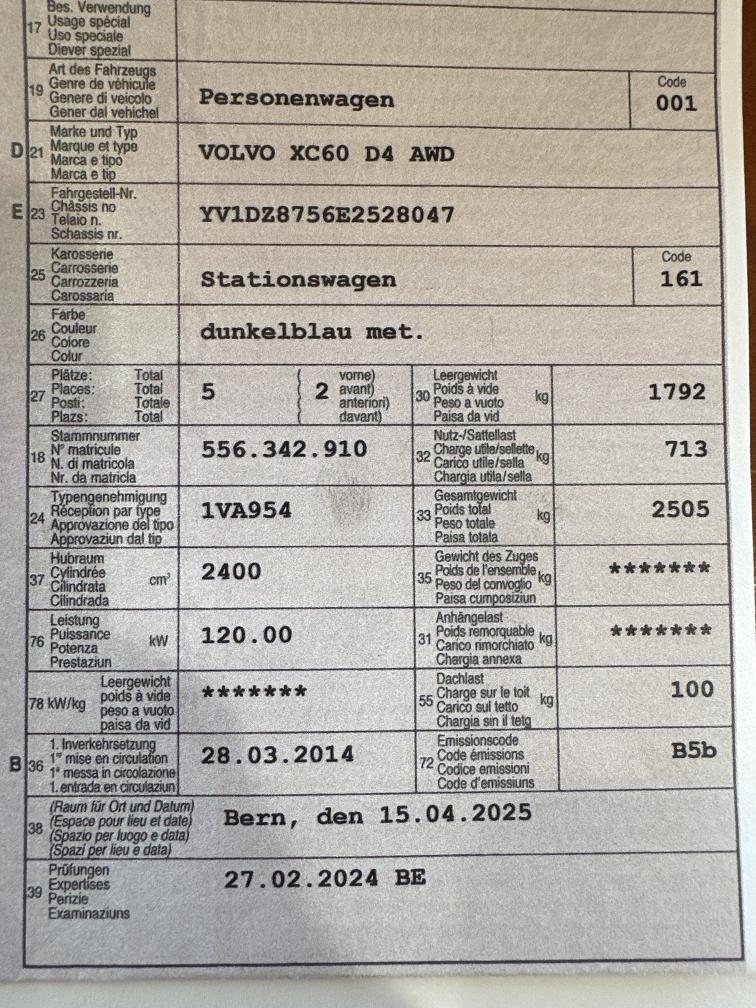 Bes. Verwendung
17 Usage spécial
Uso speciale
Diever spezial
Art des Fahrzeugs
19 Genre de véhicule
Genere di veicolo
Gener dal vehichel
Personenwagen
Code
001
Marke und Typ
D 21 Marque et type
Marca e tipo
Marca e tip
VOLVO XC60 D4 AWD
Fahrgestell-Nr.
E 23 Châssis no
Telaio n.
Schassis nr.
YV1DZ8756E2528047
Karosserie
25 Carrosserie
Carrozzeria
Carossaria
Stationswagen
Code
161
Farbe
26 Couleur
Colore
Colur
dunkelblau met.
Plätze: Total
27 Places: Total
Posti: Totale
Plazs: Total
5
( 2 vorne)
avant)
anteriori)
davant)
Leergewicht
30 Poids à vide kg
Peso a vuoto
Paisa da vid
1792
Stammnummer
18 N° matricule
N. di matricola
Nr. da matricla
556.342.910
Nutz-/Sattellast
32 Charge utile/sellette kg
Carico utile/sella
Chargia utila/sella
713
Typengenehmigung
24 Réception par type
Approvazione del tipo
Approvaziun dal tip
1VA954
Gesamtgewicht
33 Poids total kg
Peso totale
Paisa totala
2505
Hubraum
37 Cylindrée cm³
Cilindrata
Cilindrada
2400
Gewicht des Zuges
35 Poids de l'ensemble kg
Peso del convoglio
Paisa cumposiziun
*******
Leistung
76 Puissance kW
Potenza
Prestaziun
120.00
Anhängelast
31 Poids remorquable kg
Carico rimorchiato
Chargia annexa
*******
Leergewicht
78 kW/kg poids à vide
peso a vuoto
paisa da vid
*******
Dachlast
55 Charge sur le toit kg
Carico sul tetto
Chargia sin il tetg
100
1. Inverkehrsetzung
B 36 1re mise en circulation
1a messa in circolazione
1. entrada en circulaziun
28.03.2014
Emissionscode
72 Code émissions
Codice emissioni
Code d'emissiuns
B5b
(Raum für Ort und Datum)
38 (Espace pour lieu et date)
(Spazio per luogo e data)
(Spazi per lieu e data)
Bern, den 15.04.2025
Prüfungen
39 Expertises
Perizie
Examinaziuns
27.02.2024 BE